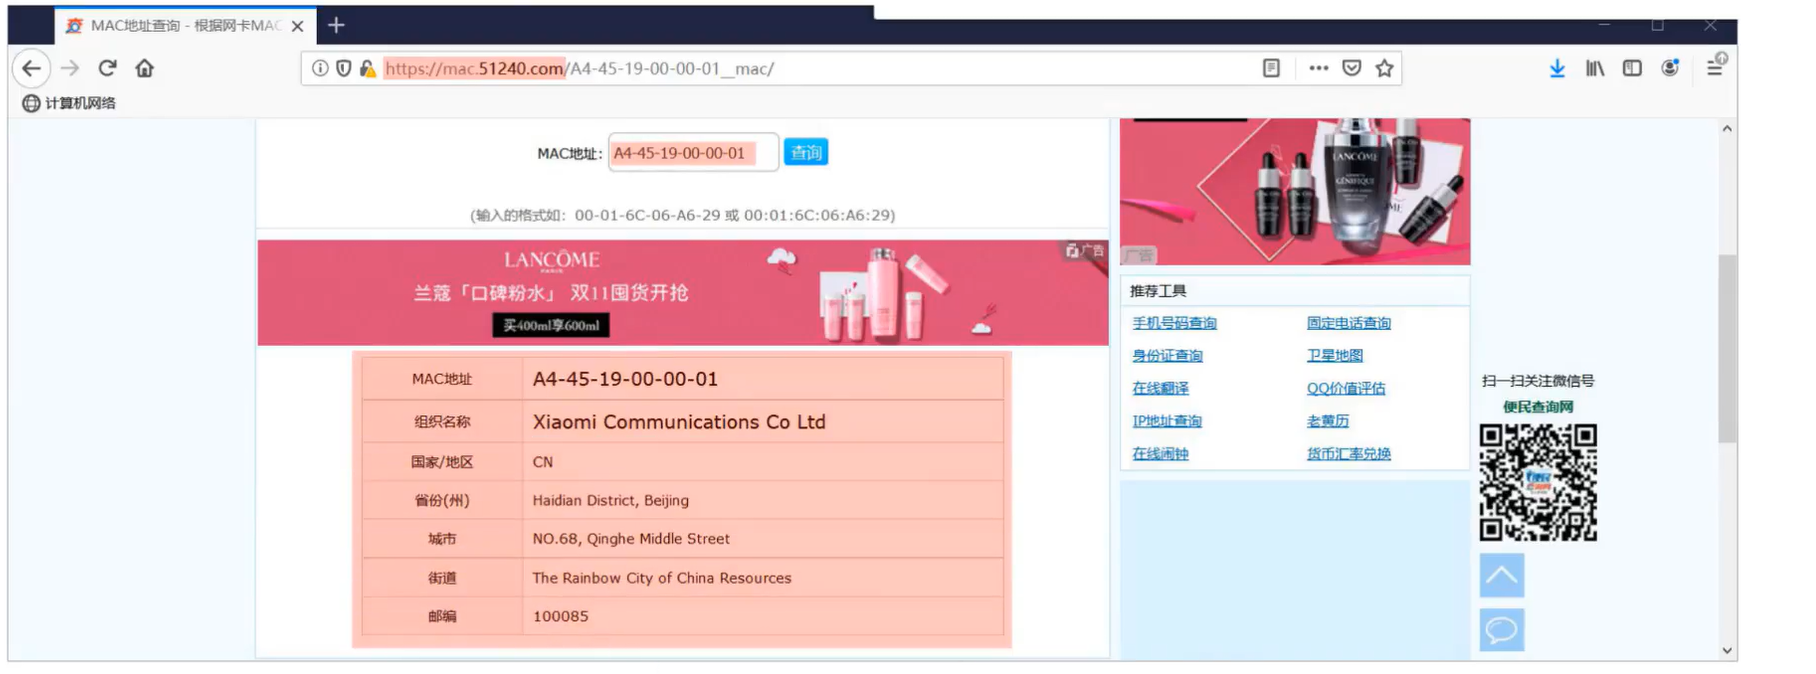 MAC地址查询 - 根据网卡MAC
https://mac.51240.com/A4-45-19-00-00-01__mac/
计算机网络
MAC地址: A4-45-19-00-00-01 查询
(输入的格式如: 00-01-6C-06-A6-29 或 00:01:6C:06:A6:29)
LANCÔME
PARIS
兰蔻「口碑粉水」 双11囤货开抢
买400ml享600ml
广告
MAC地址 A4-45-19-00-00-01
组织名称 Xiaomi Communications Co Ltd
国家/地区 CN
省份(州) Haidian District, Beijing
城市 NO.68, Qinghe Middle Street
街道 The Rainbow City of China Resources
邮编 100085
LANCÔME
GÉNIFIQUE
广告
推荐工具
手机号码查询 固定电话查询
身份证查询 卫星地图
在线翻译 QQ价值评估
IP地址查询 老黄历
在线闹钟 货币汇率兑换
扫一扫关注微信号
便民查询网